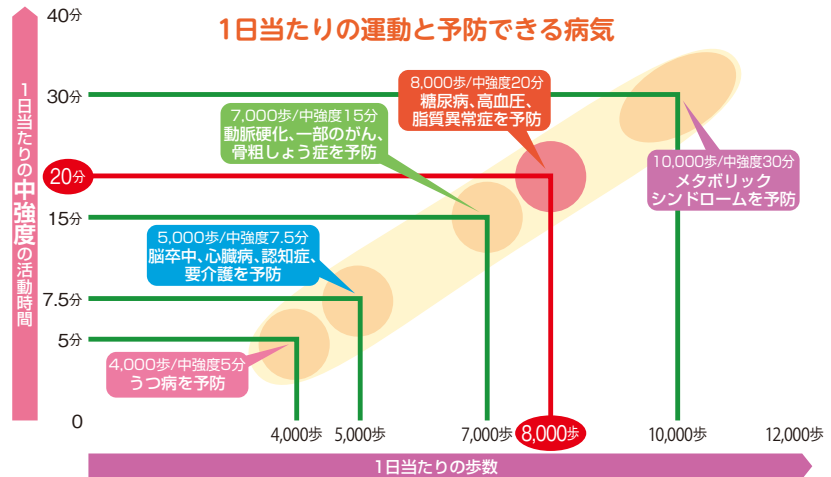 1日当たりの運動と予防できる病気
40分
30分
20分
15分
7.5分
5分
0
1日当たりの中強度の活動時間
8,000歩/中強度20分
糖尿病、高血圧、
脂質異常症を予防
7,000歩/中強度15分
動脈硬化、一部のがん、
骨粗しょう症を予防
10,000歩/中強度30分
メタボリック
シンドロームを予防
5,000歩/中強度7.5分
脳卒中、心臓病、認知症、
要介護を予防
4,000歩/中強度5分
うつ病を予防
4,000歩
5,000歩
7,000歩
8,000歩
10,000歩
12,000歩
1日当たりの歩数